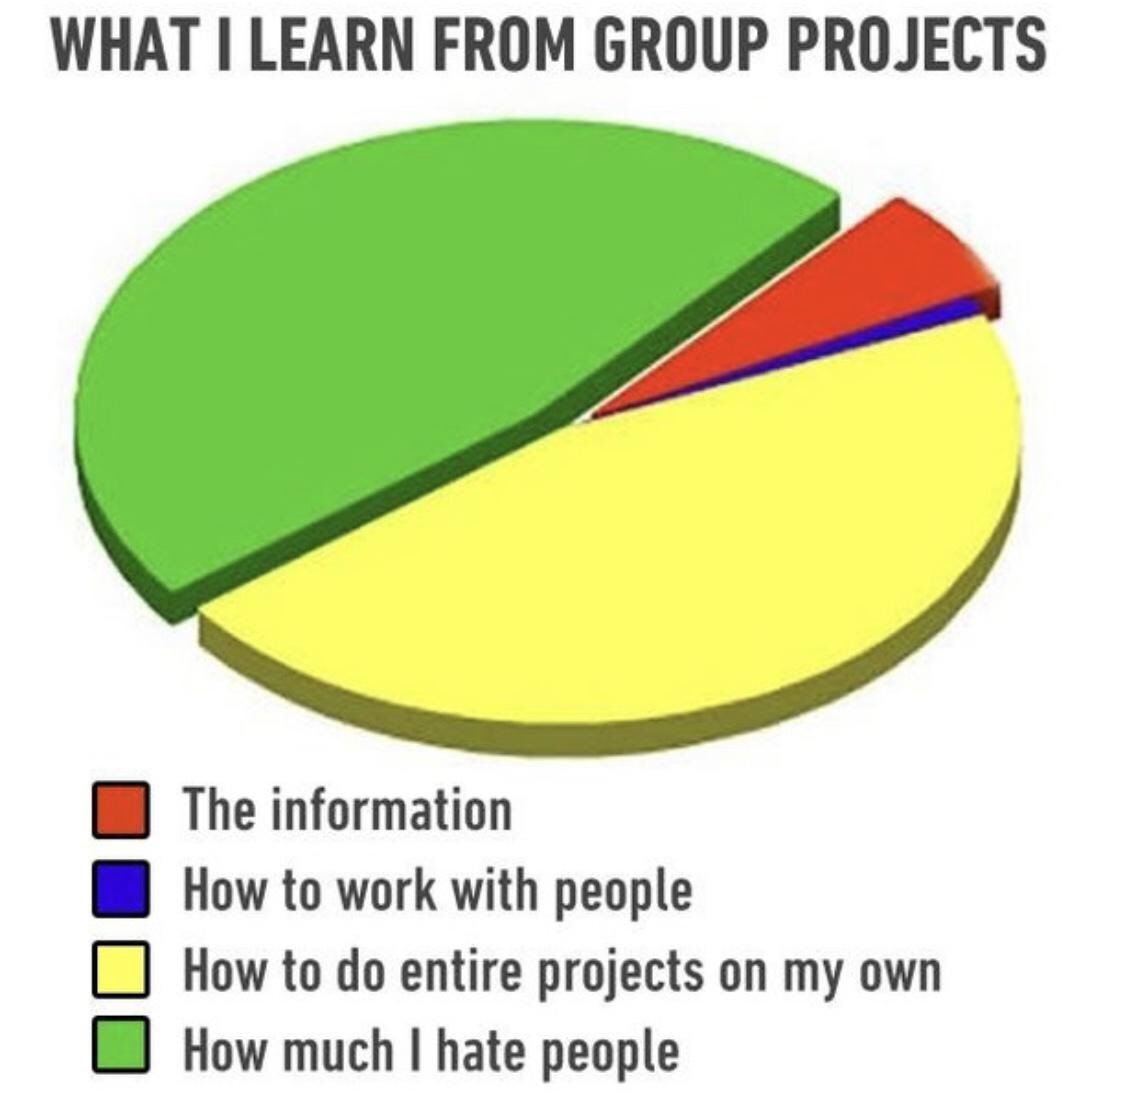 WHAT I LEARN FROM GROUP PROJECTS
The information
How to work with people
How to do entire projects on my own
How much I hate people